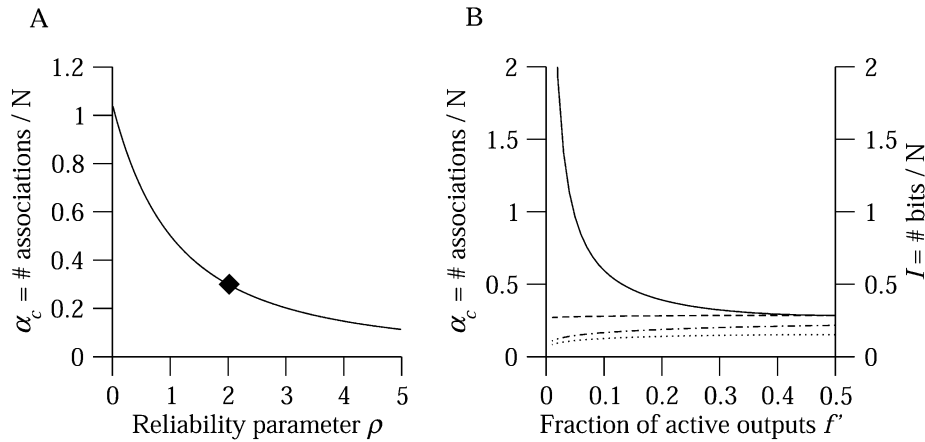 A
α_c = # associations / N
1.2
1
0.8
0.6
0.4
0.2
0
0 1 2 3 4 5
Reliability parameter ρ
B
α_c = # associations / N
2
1.5
1
0.5
0
0 0.1 0.2 0.3 0.4 0.5
Fraction of active outputs f'
2
1.5
1
0.5
0
I = # bits / N